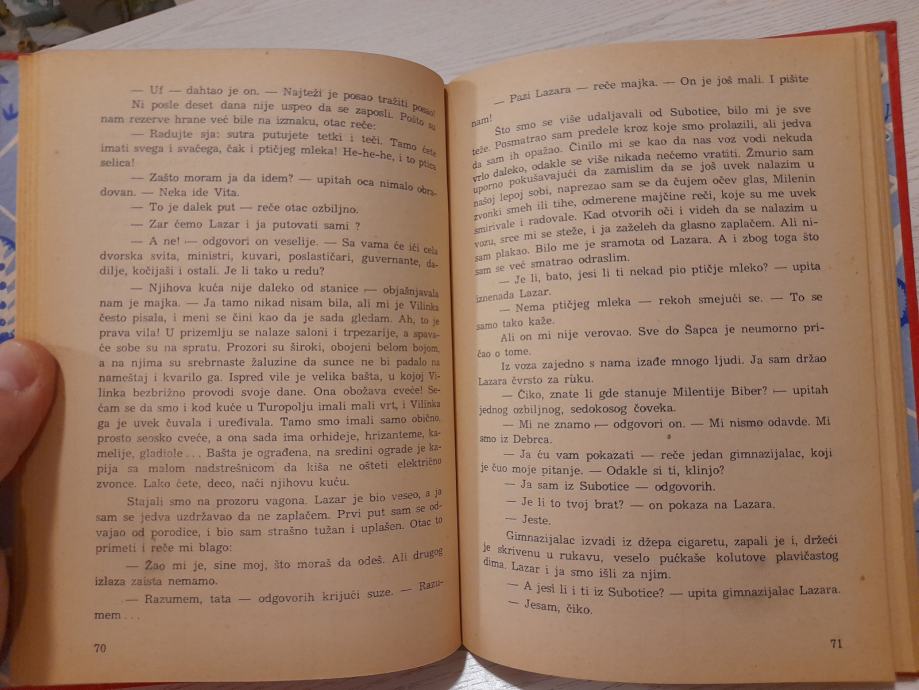 — Uf — dahtao je on. — Najteži je posao tražiti posao!
Ni posle deset dana nije uspeo da se zaposli. Pošto su
nam rezerve hrane već bile na izmaku, otac reče:
— Radujte sja: sutra putujete tetki i teči. Tamo ćete
imati svega i svačega, čak i ptičjeg mleka! He-he-he, i to ptica
selica!
— Zašto moram ja da idem? — upitah oca nimalo obra-
dovan. — Neka ide Vita.
— To je dalek put — reče otac ozbiljno.
— Zar ćemo Lazar i ja putovati sami ?
— A ne! — odgovori on veselije. — Sa vama će ići cela
dvorska svita, ministri, kuvari, poslastičari, guvernante, da-
dilje, kočijaši i ostali. Je li tako u redu?
— Njihova kuća nije daleko od stanice — objašnjavala
nam je majka. — Ja tamo nikad nisam bila, ali mi je Vilinka
često pisala, i meni se čini kao da je sada gledam. Ah, to je
prava vila! U prizemlju se nalaze saloni i trpezarije, a spava-
će sobe su na spratu. Prozori su široki, obojeni belom bojom,
a na njima su srebrnaste žaluzine da sunce ne bi padalo na
nameštaj i kvarilo ga. Ispred vile je velika bašta, u kojoj Vi-
linka bezbrižno provodi svoje dane. Ona obožava cveće! Se-
ćam se da smo i kod kuće u Turopolju imali mali vrt, i Vilinka
ga je uvek čuvala i uređivala. Tamo smo imali samo obično,
prosto seosko cveće, a ona sada ima orhideje, hrizanteme, ka-
melije, gladiole... Bašta je ograđena, na sredini ograde je ka-
pija sa malom nadstrešnicom da kiša ne ošteti električno
zvonce. Lako ćete, deco, naći njihovu kuću.
Stajali smo na prozoru vagona. Lazar je bio veseo, a ja
sam se jedva uzdržavao da ne zaplačem. Prvi put sam se od-
vajao od porodice, i bio sam strašno tužan i uplašen. Otac to
primeti i reče mi blago:
— Žao mi je, sine moj, što moraš da odeš. Ali drugog
izlaza zaista nemamo.
— Razumem, tata — odgovorih krijući suze. — Razu-
mem...
70
— Pazi Lazara — reče majka. — On je još mali. I pišite
nam!
Što smo se više udaljavali od Subotice, bilo mi je sve
teže. Posmatrao sam predele kroz koje smo prolazili, ali jedva
da sam ih opažao. Činilo mi se kao da nas voz vodi nekuda
vrlo daleko, odakle se više nikada nećemo vratiti. Žmurio sam
uporno pokušavajući da zamislim da se još uvek nalazim u
našoj lepoj sobi, naprezao sam se da čujem očev glas, Milenin
zvonki smeh ili tihe, odmerene majčine reči, koje su me uvek
smirivale i radovale. Kad otvorih oči i videh da se nalazim u
vozu, srce mi se steže, i ja zaželeh da glasno zaplačem. Ali ni-
sam plakao. Bilo me je sramota od Lazara. A i zbog toga što
sam se već smatrao odraslim.
— Je li, bato, jesi li ti nekad pio ptičje mleko? — upita
iznenada Lazar.
— Nema ptičjeg mleka — rekoh smejući se. — To se
samo tako kaže.
Ali on mi nije verovao. Sve do Šapca je neumorno pri-
čao o tome.
Iz voza zajedno s nama izađe mnogo ljudi. Ja sam držao
Lazara čvrsto za ruku.
— Čiko, znate li gde stanuje Milentije Biber? — upitah
jednog ozbiljnog, sedokosog čoveka.
— Mi ne znamo — odgovori on. — Mi nismo odavde. Mi
smo iz Debrca.
— Ja ću vam pokazati — reče jedan gimnazijalac, koji
je čuo moje pitanje. — Odakle si ti, klinjo?
— Ja sam iz Subotice — odgovorih.
— Je li to tvoj brat? — on pokaza na Lazara.
— Jeste.
Gimnazijalac izvadi iz džepa cigaretu, zapali je i, držeći
je skrivenu u rukavu, veselo pućkaše kolutove plavičastog
dima. Lazar i ja smo išli za njim.
— A jesi li i ti iz Subotice? — upita gimnazijalac Lazara.
— Jesam, čiko.
71